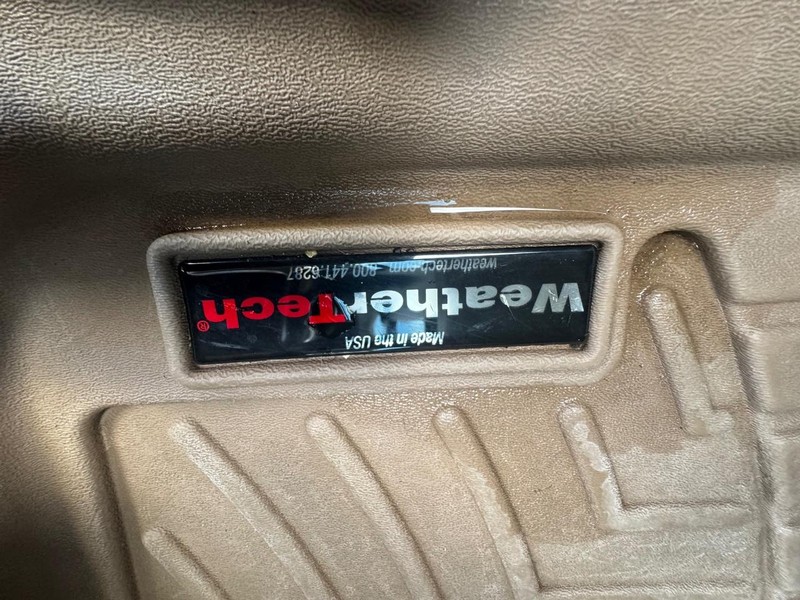 Made in the USA
WeatherTech®
weathertech.com 800.441.6287